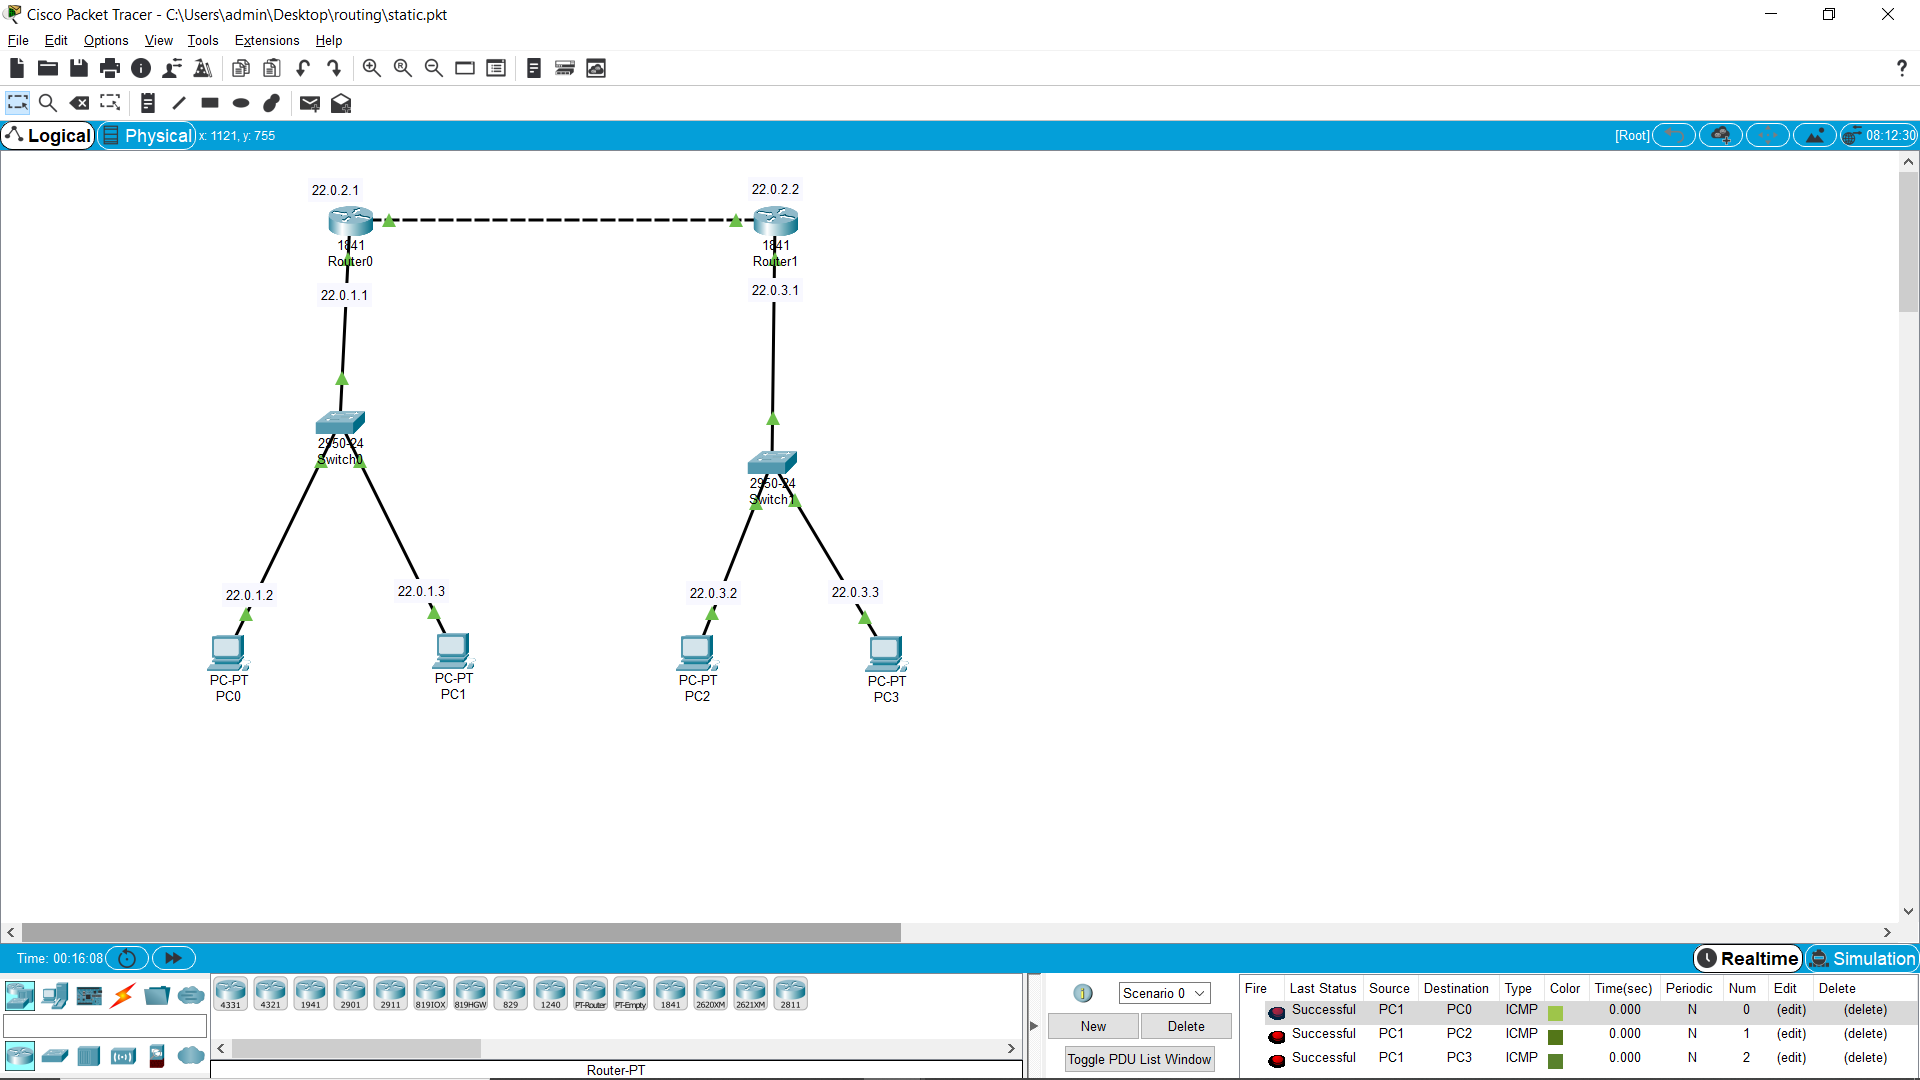 Cisco Packet Tracer - C:\Users\admin\Desktop\routing\static.pkt
File Edit Options View Tools Extensions Help
?
Logical Physical x: 1121, y: 755 [Root] 08:12:30
22.0.2.1 22.0.2.2
1841 1841
Router0 Router1
22.0.1.1 22.0.3.1
2950-24
Switch0
2950-24
Switch1
22.0.1.2 22.0.1.3 22.0.3.2 22.0.3.3
PC-PT PC-PT PC-PT PC-PT
PC0 PC1 PC2 PC3
Time: 00:16:08 Realtime Simulation
4331 4321 1941 2901 2911 819IOX 819HGW 829 1240 PT-Router PT-Empty 1841 2620XM 2621XM 2811
Router-PT
Scenario 0
New Delete
Toggle PDU List Window
Fire Last Status Source Destination Type Color Time(sec) Periodic Num Edit Delete
Successful PC1 PC0 ICMP 0.000 N 0 (edit) (delete)
Successful PC1 PC2 ICMP 0.000 N 1 (edit) (delete)
Successful PC1 PC3 ICMP 0.000 N 2 (edit) (delete)